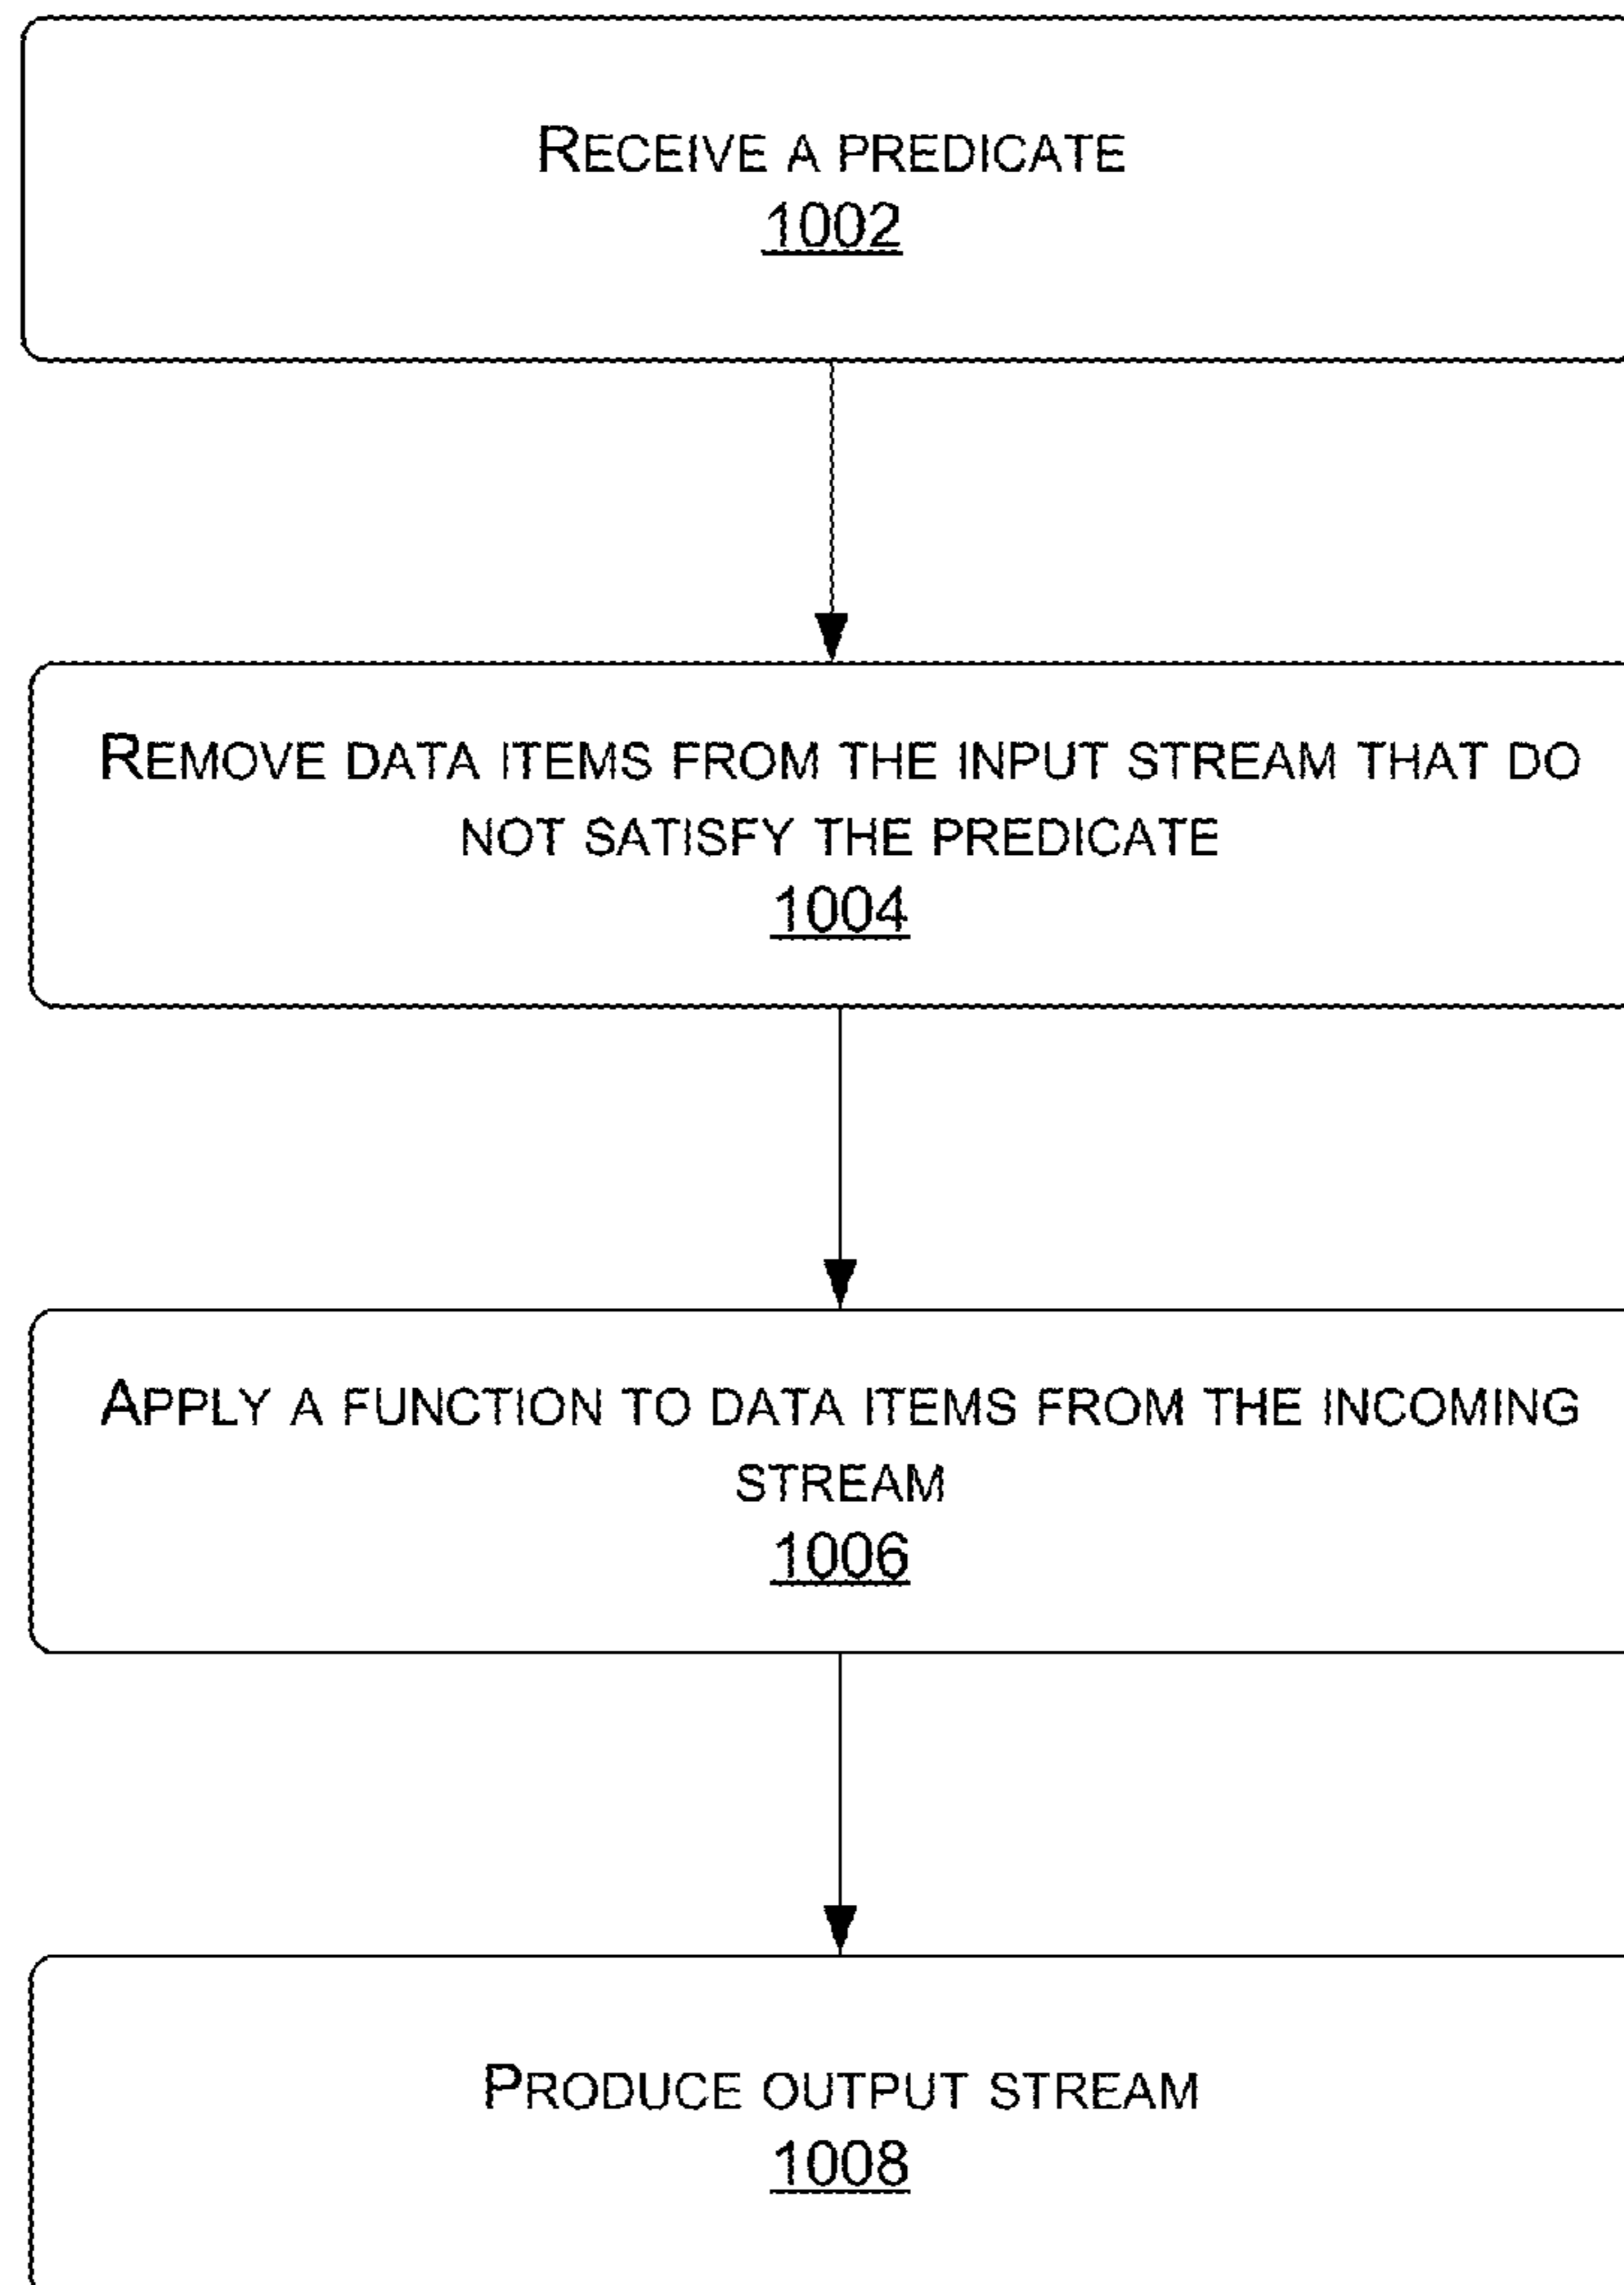 RECEIVE A PREDICATE
1002
REMOVE DATA ITEMS FROM THE INPUT STREAM THAT DO
NOT SATISFY THE PREDICATE
1004
APPLY A FUNCTION TO DATA ITEMS FROM THE INCOMING
STREAM
1006
PRODUCE OUTPUT STREAM
1008